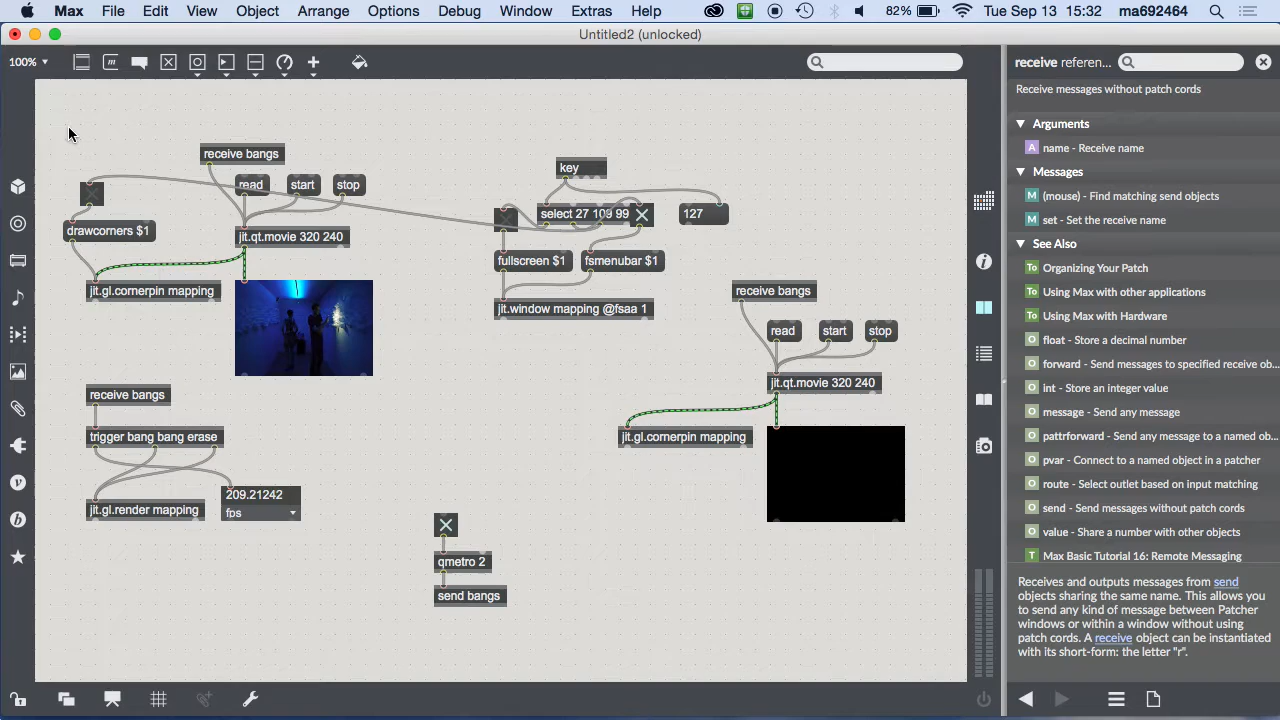 Max File Edit View Object Arrange Options Debug Window Extras Help 82% Tue Sep 13 15:32 ma692464
Untitled2 (unlocked)
100%
receive bangs
read start stop
drawcorners $1
jit.qt.movie 320 240
jit.gl.cornerpin mapping
key
select 27 109 99
127
fullscreen $1
fsmenubar $1
jit.window mapping @fsaa 1
receive bangs
read start stop
jit.qt.movie 320 240
jit.gl.cornerpin mapping
receive bangs
trigger bang bang erase
jit.gl.render mapping
209.21242
fps
qmetro 2
send bangs
receive referen...
Receive messages without patch cords
Arguments
A name - Receive name
Messages
M (mouse) - Find matching send objects
M set - Set the receive name
See Also
To Organizing Your Patch
To Using Max with other applications
To Using Max with Hardware
O float - Store a decimal number
O forward - Send messages to specified receive ob...
O int - Store an integer value
O message - Send any message
O pattrforward - Send any message to a named ob...
O pvar - Connect to a named object in a patcher
O route - Select outlet based on input matching
O send - Send messages without patch cords
O value - Share a number with other objects
T Max Basic Tutorial 16: Remote Messaging
Receives and outputs messages from send
objects sharing the same name. This allows you
to send any kind of message between Patcher
windows or within a window without using
patch cords. A receive object can be instantiated
with its short-form: the letter "r".